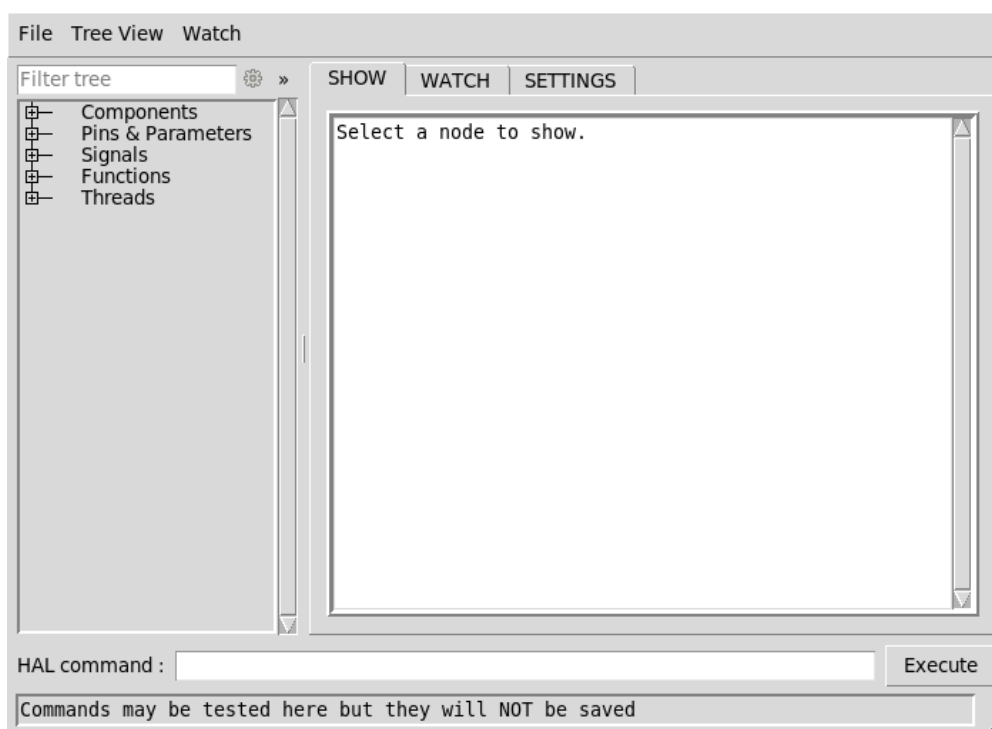 File Tree View Watch
Filter tree »
SHOW WATCH SETTINGS
Components
Pins & Parameters
Signals
Functions
Threads
Select a node to show.
HAL command :
Execute
Commands may be tested here but they will NOT be saved